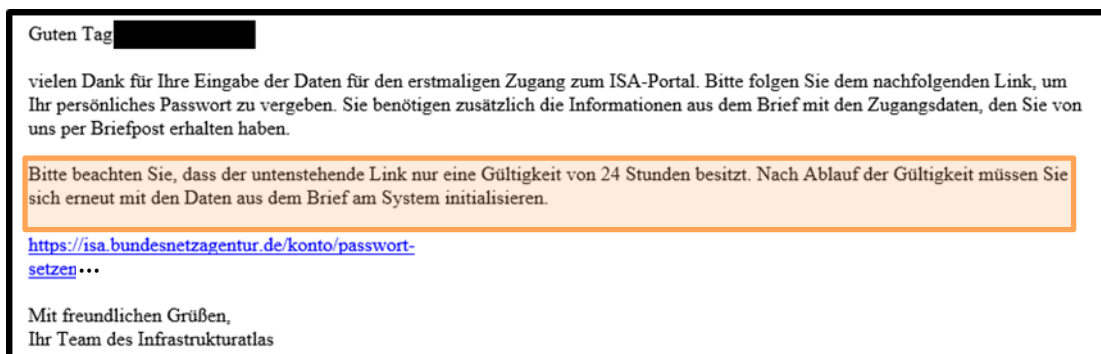 Guten Tag
vielen Dank für Ihre Eingabe der Daten für den erstmaligen Zugang zum ISA-Portal. Bitte folgen Sie dem nachfolgenden Link, um
Ihr persönliches Passwort zu vergeben. Sie benötigen zusätzlich die Informationen aus dem Brief mit den Zugangsdaten, den Sie von
uns per Briefpost erhalten haben.
Bitte beachten Sie, dass der untenstehende Link nur eine Gültigkeit von 24 Stunden besitzt. Nach Ablauf der Gültigkeit müssen Sie
sich erneut mit den Daten aus dem Brief am System initialisieren.
https://isa.bundesnetzagentur.de/konto/passwort-
setzen...
Mit freundlichen Grüßen,
Ihr Team des Infrastrukturatlas